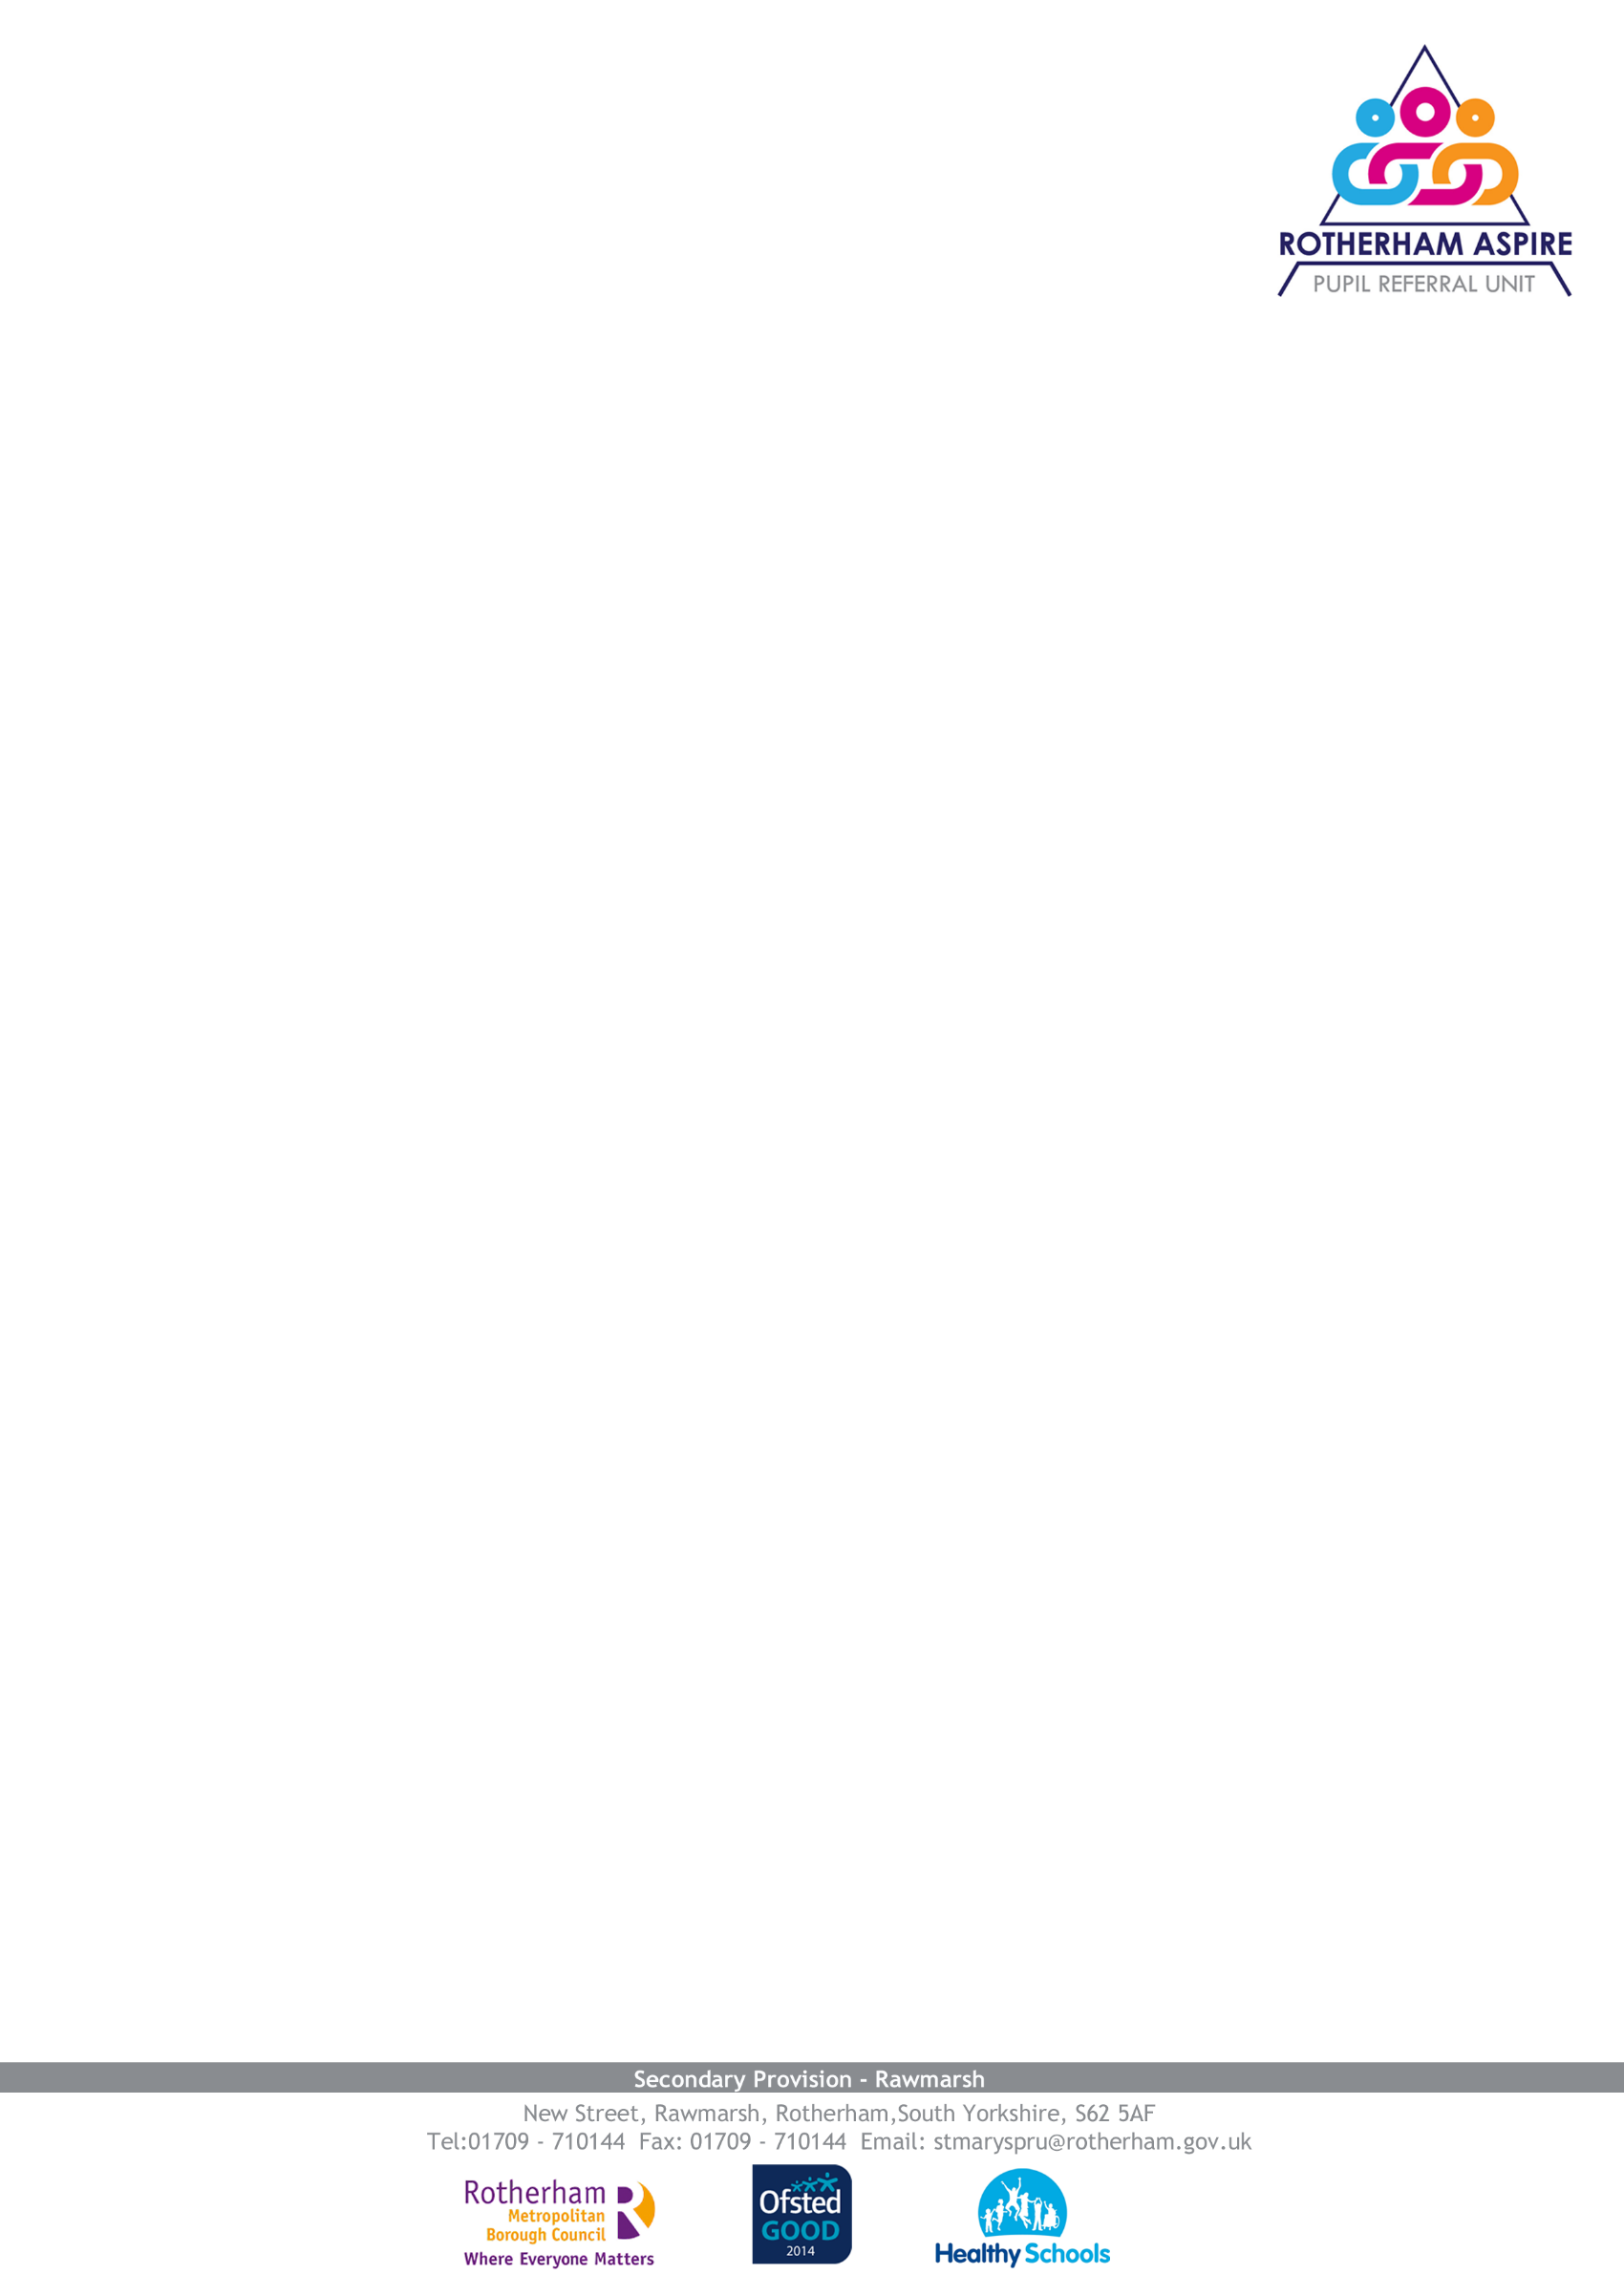 ROTHERHAM ASPIRE
PUPIL REFERRAL UNIT
Secondary Provision - Rawmarsh
New Street, Rawmarsh, Rotherham,South Yorkshire, S62 5AF
Tel:01709 - 710144 Fax: 01709 - 710144 Email: stmaryspru@rotherham.gov.uk
Rotherham
Metropolitan
Borough Council
Where Everyone Matters
Ofsted
GOOD
2014
Healthy Schools